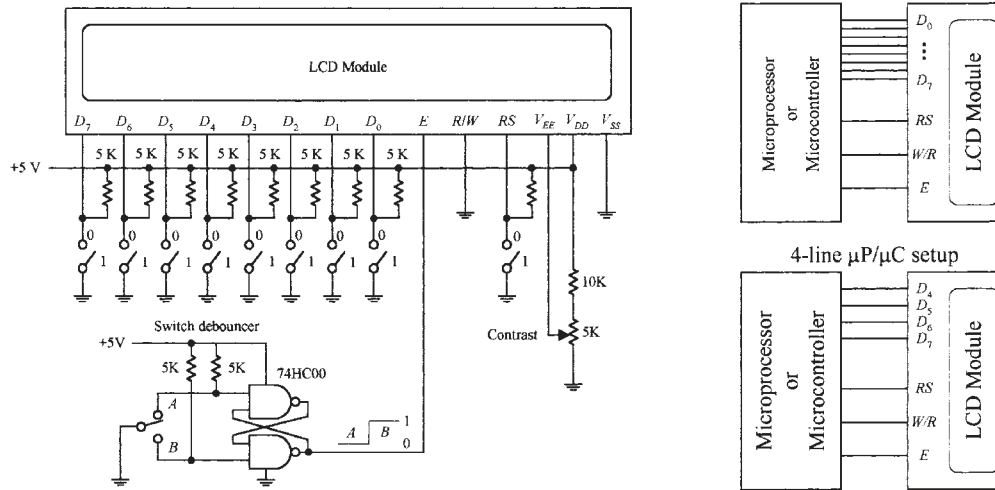 LCD Module
D7 D6 D5 D4 D3 D2 D1 D0 E R/W RS VEE VDD VSS
5 K 5 K 5 K 5 K 5 K 5 K 5 K 5 K 5 K
+5 V
0 0 0 0 0 0 0 0 0
1 1 1 1 1 1 1 1 1
10K
Contrast
5K
Switch debouncer
+5V
5K 5K
74HC00
A
B
A B 1
0
D0
D7
RS
W/R
E
Microprocessor
or
Microcontroller
LCD Module
4-line µP/µC setup
D4
D5
D6
D7
RS
W/R
E
Microprocessor
or
Microcontroller
LCD Module